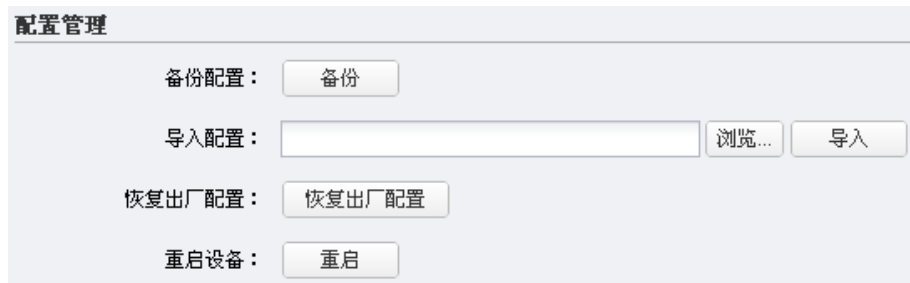 配置管理
备份配置： 备份
导入配置： 浏览... 导入
恢复出厂配置： 恢复出厂配置
重启设备： 重启